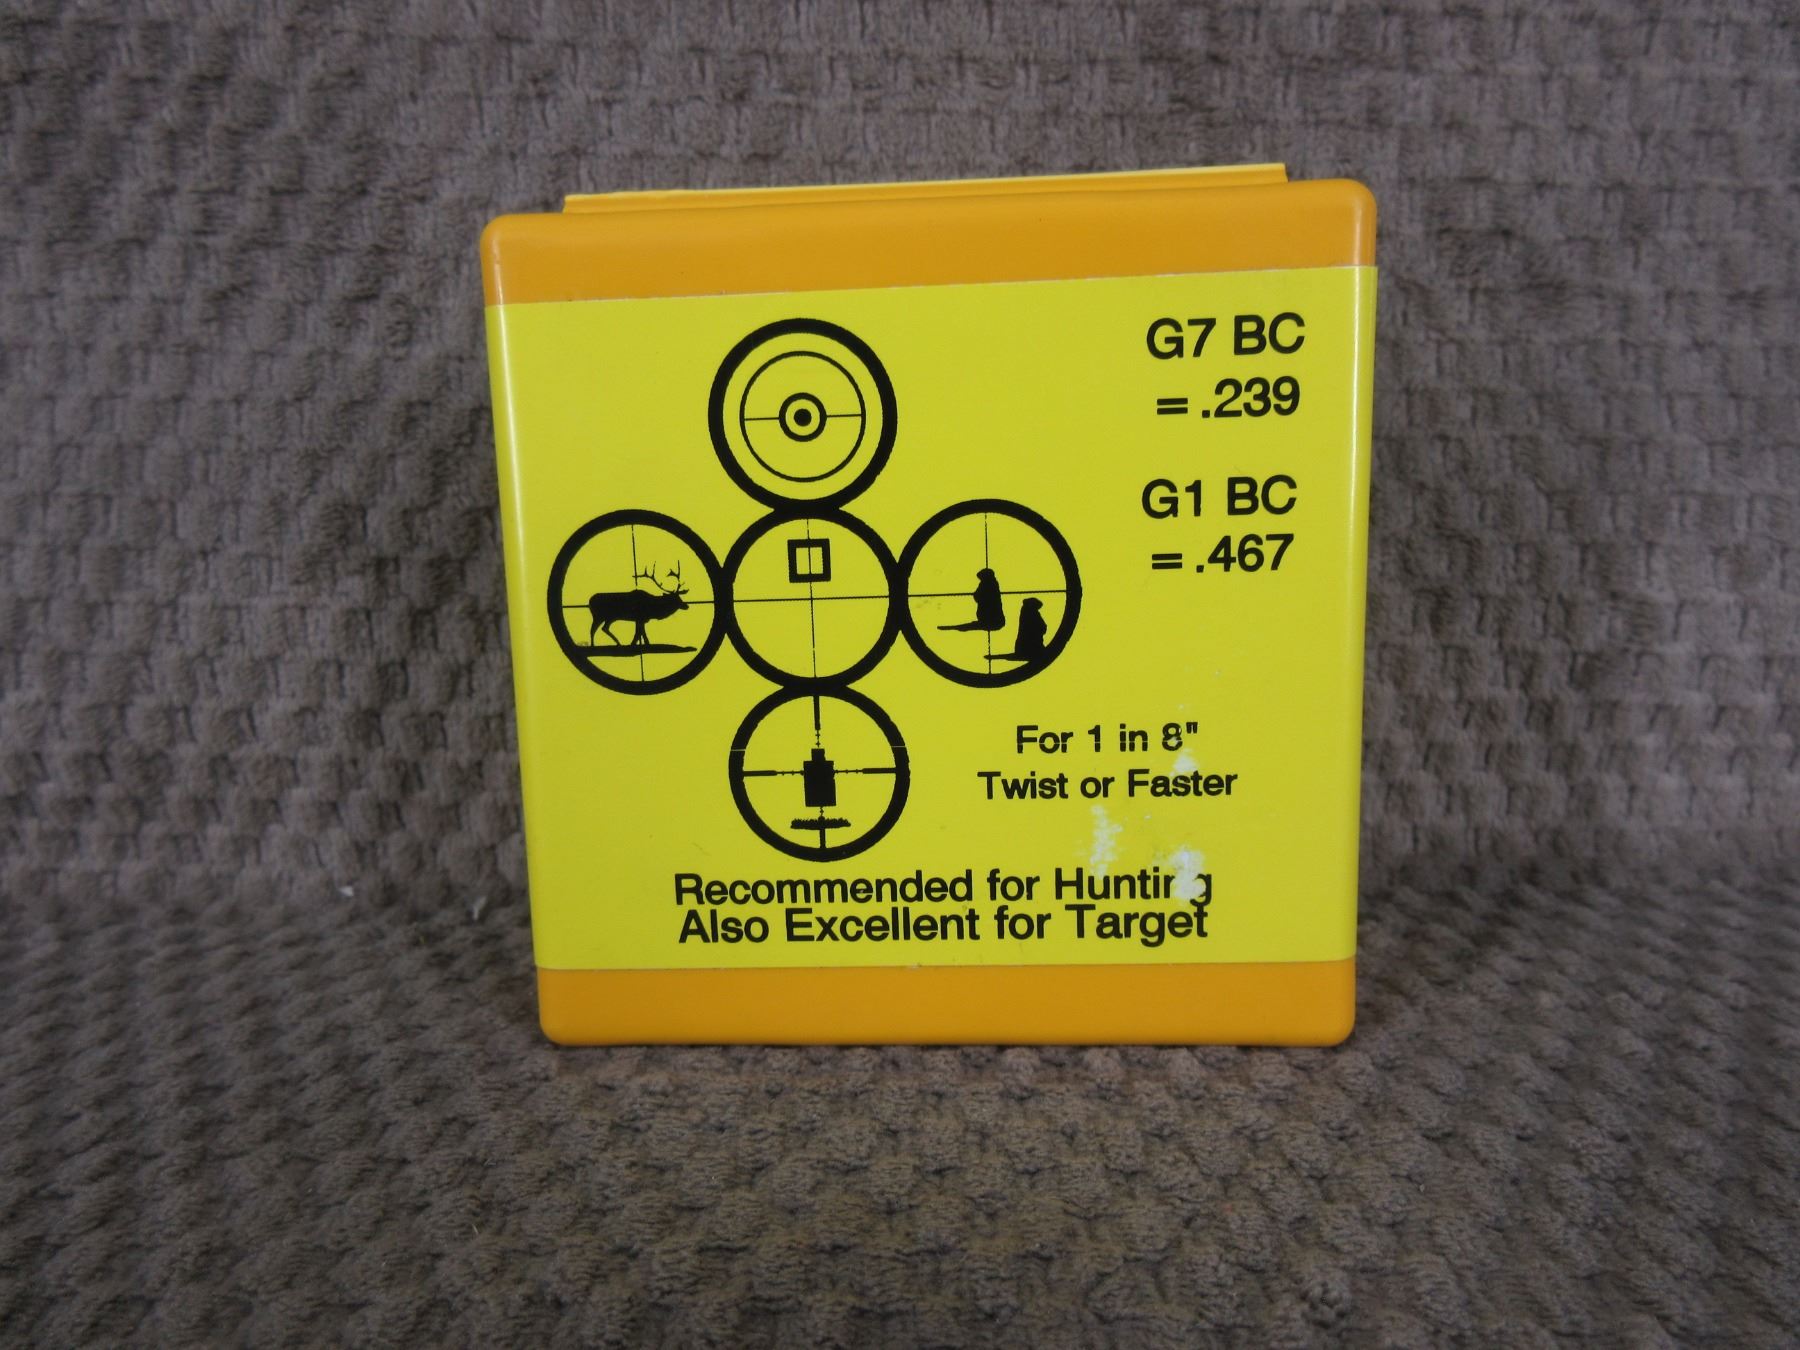 G7 BC
= .239
G1 BC
= .467
For 1 in 8"
Twist or Faster
Recommended for Hunting
Also Excellent for Target